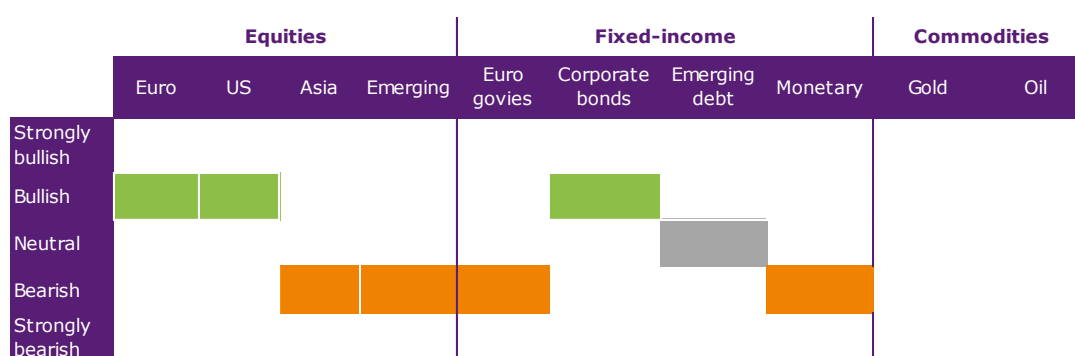 Equities Fixed-income Commodities
Euro US Asia Emerging Euro govies Corporate bonds Emerging debt Monetary Gold Oil
Strongly
bullish
Bullish
Neutral
Bearish
Strongly
bearish